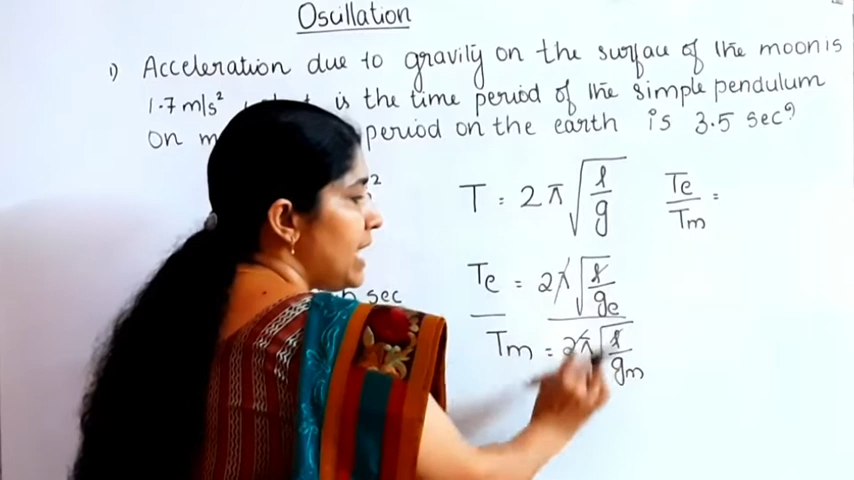 Oscillation
1) Acceleration due to gravity on the surface of the moon is
1.7 m/s² is the time period of the simple pendulum
on period on the earth is 3.5 sec?
T = 2π√(l/g)
Te/Tm =
Te = 2π√(l/ge)
sec
Tm = 2π√(l/gm)